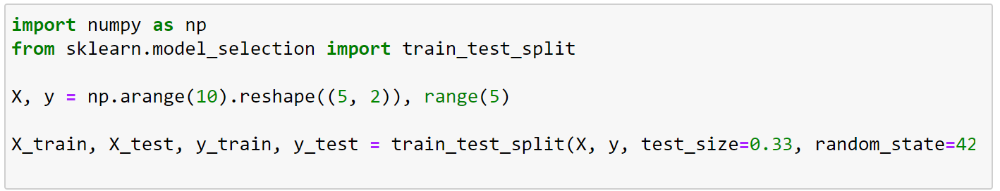 import numpy as np
from sklearn.model_selection import train_test_split
X, y = np.arange(10).reshape((5, 2)), range(5)
X_train, X_test, y_train, y_test = train_test_split(X, y, test_size=0.33, random_state=42